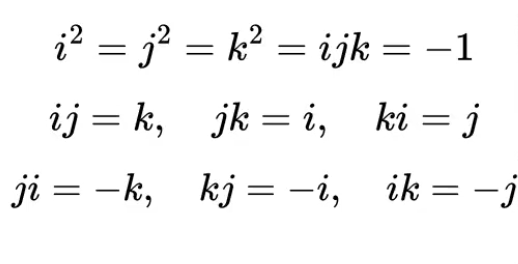 i² = j² = k² = ijk = −1
ij = k, jk = i, ki = j
ji = −k, kj = −i, ik = −j